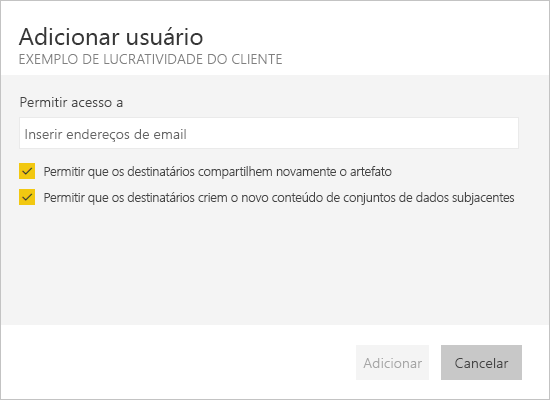 Adicionar usuário
EXEMPLO DE LUCRATIVIDADE DO CLIENTE
Permitir acesso a
Inserir endereços de email
Permitir que os destinatários compartilhem novamente o artefato
Permitir que os destinatários criem o novo conteúdo de conjuntos de dados subjacentes
Adicionar
Cancelar